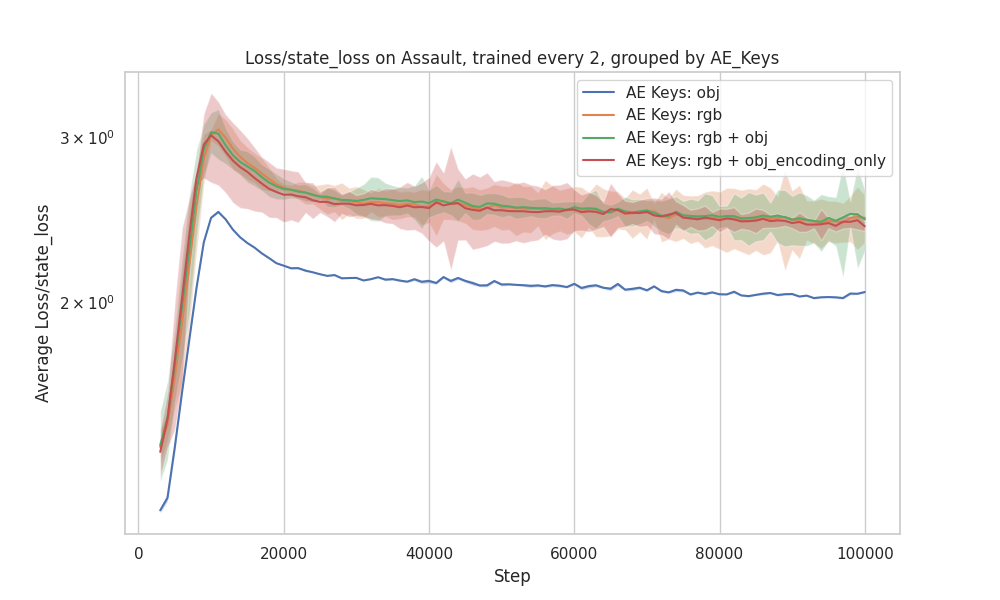 Loss/state_loss on Assault, trained every 2, grouped by AE_Keys
AE Keys: obj
AE Keys: rgb
AE Keys: rgb + obj
AE Keys: rgb + obj_encoding_only
3 × 10⁰
2 × 10⁰
Average Loss/state_loss
0
20000
40000
60000
80000
100000
Step